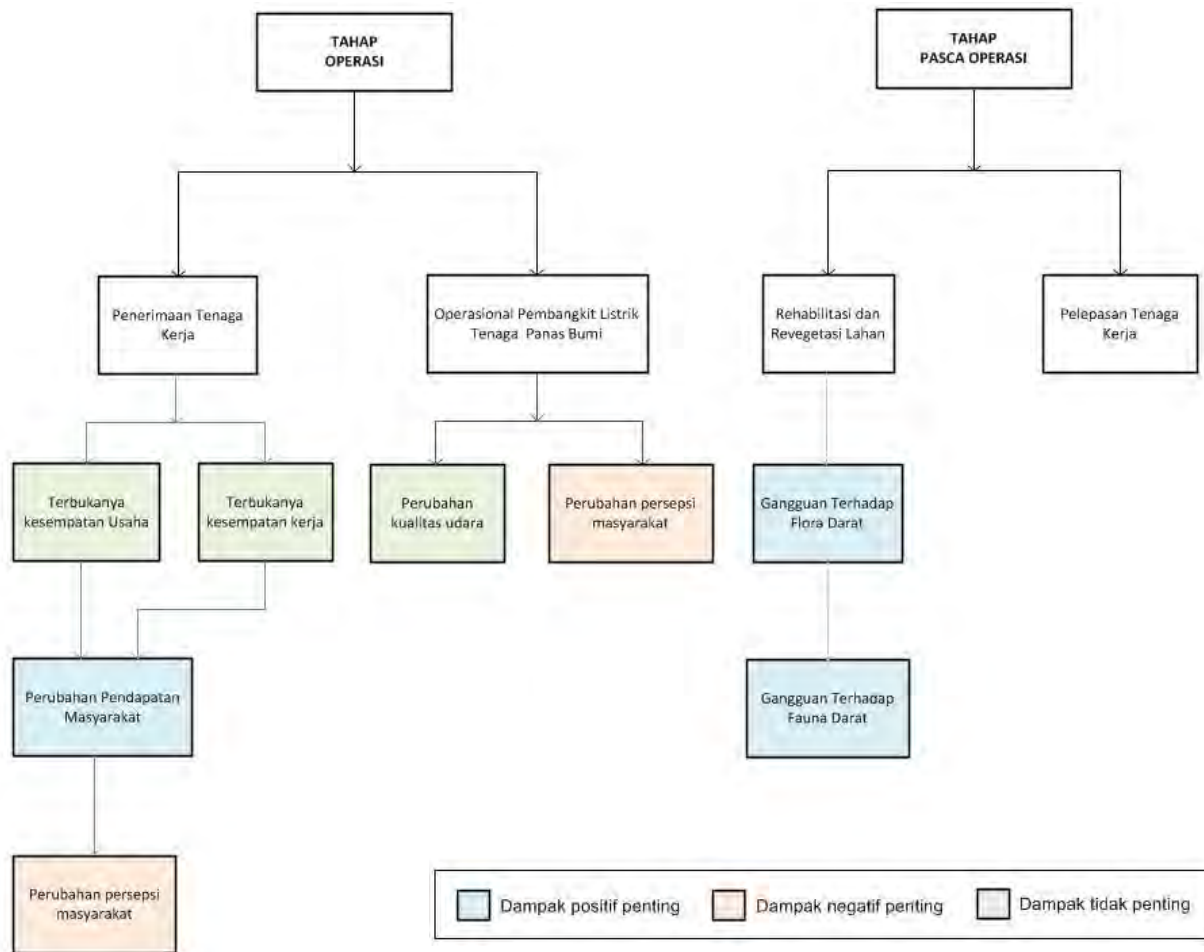 TAHAP
OPERASI
TAHAP
PASCA OPERASI
Penerimaan Tenaga
Kerja
Operasional Pembangkit Listrik
Tenaga Panas Bumi
Rehabilitasi dan
Revegetasi Lahan
Pelepasan Tenaga
Kerja
Terbukanya
kesempatan Usaha
Terbukanya
kesempatan kerja
Perubahan
kualitas udara
Perubahan persepsi
masyarakat
Gangguan Terhadap
Flora Darat
Perubahan Pendapatan
Masyarakat
Gangguan Terhadap
Fauna Darat
Perubahan persepsi
masyarakat
Dampak positif penting
Dampak negatif penting
Dampak tidak penting